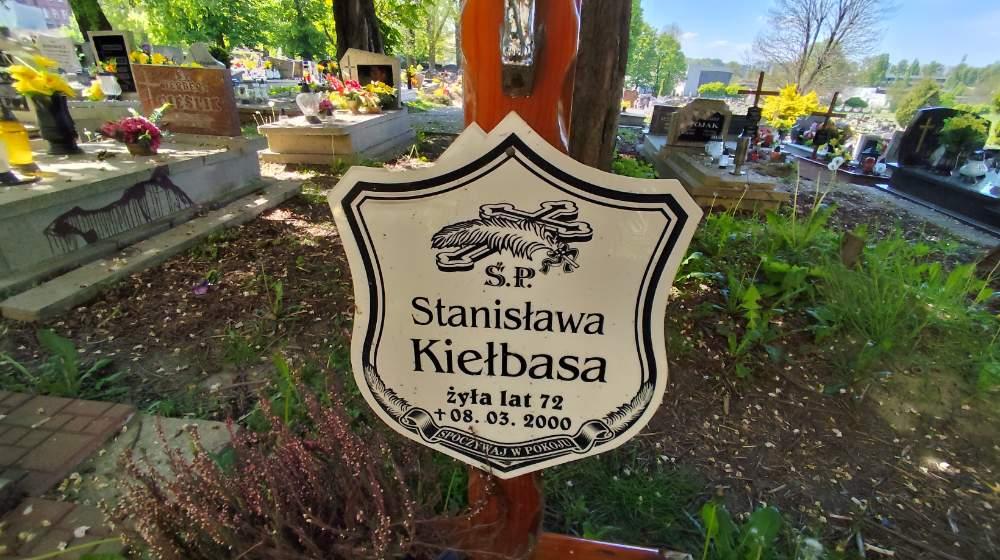 Ś.P.
Stanisława
Kiełbasa
żyła lat 72
† 08. 03. 2000
SPOCZYWAJ W POKOJU